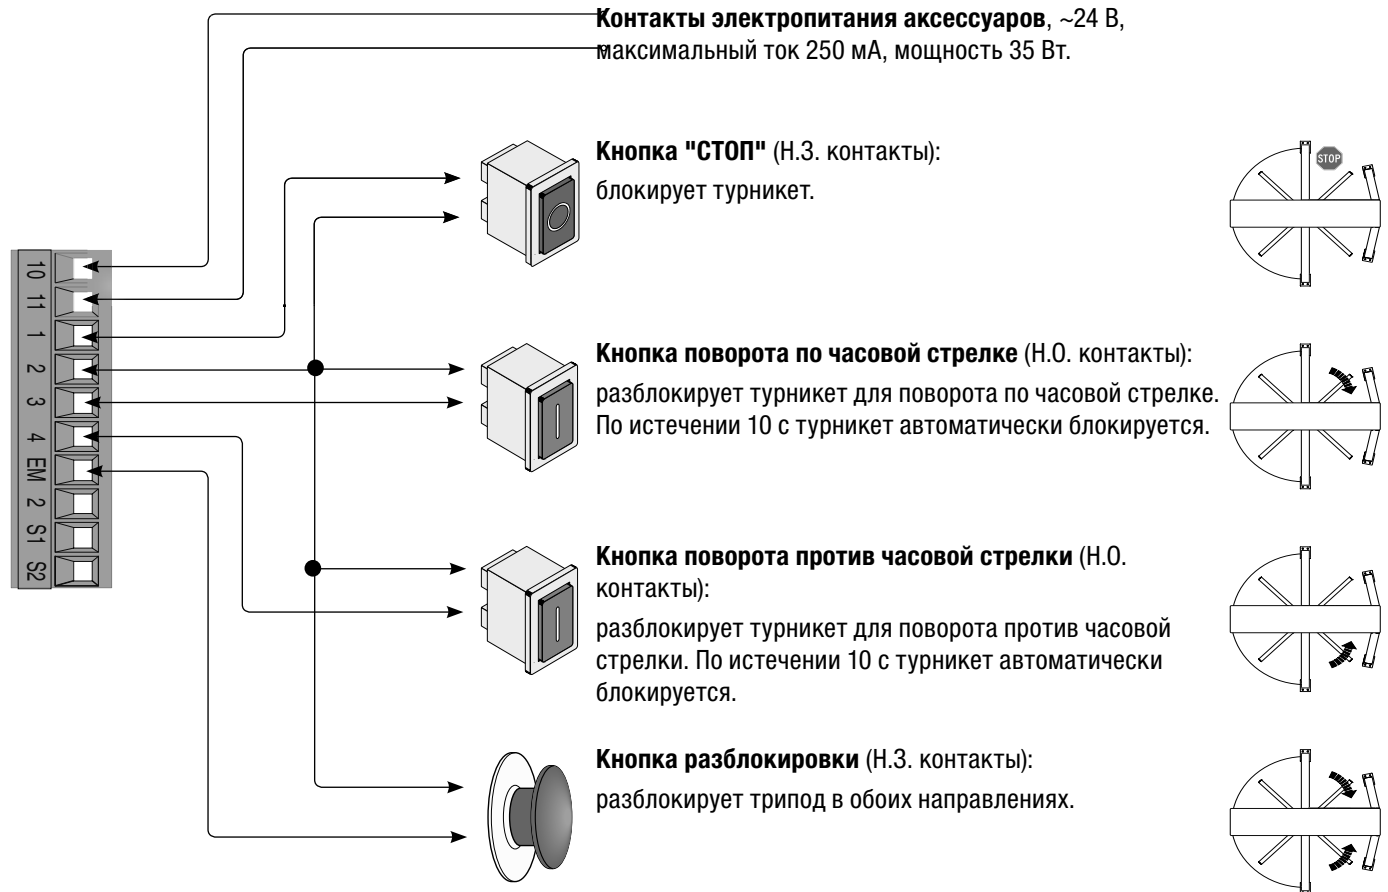 Контакты электропитания аксессуаров, ~24 В,
максимальный ток 250 мА, мощность 35 Вт.
Кнопка "СТОП" (Н.З. контакты):
блокирует турникет.
STOP
10
11
1
2
3
4
EM
2
S1
S2
Кнопка поворота по часовой стрелке (Н.О. контакты):
разблокирует турникет для поворота по часовой стрелке.
По истечении 10 с турникет автоматически блокируется.
Кнопка поворота против часовой стрелки (Н.О.
контакты):
разблокирует турникет для поворота против часовой
стрелки. По истечении 10 с турникет автоматически
блокируется.
Кнопка разблокировки (Н.З. контакты):
разблокирует трипод в обоих направлениях.